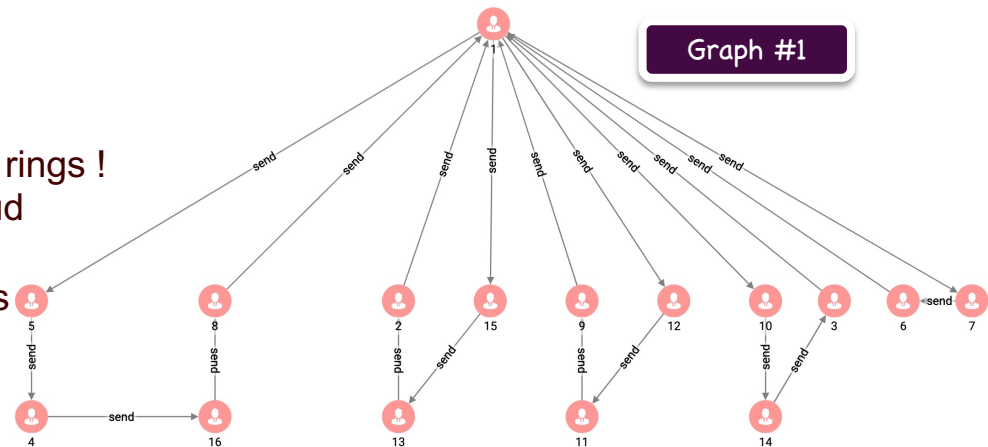 Graph #1
1
rings !
send send send send send send send send send send
s
send
5 8 2 15 9 12 10 3 6 7
send send send send send send send send
send
4 16 13 11 14